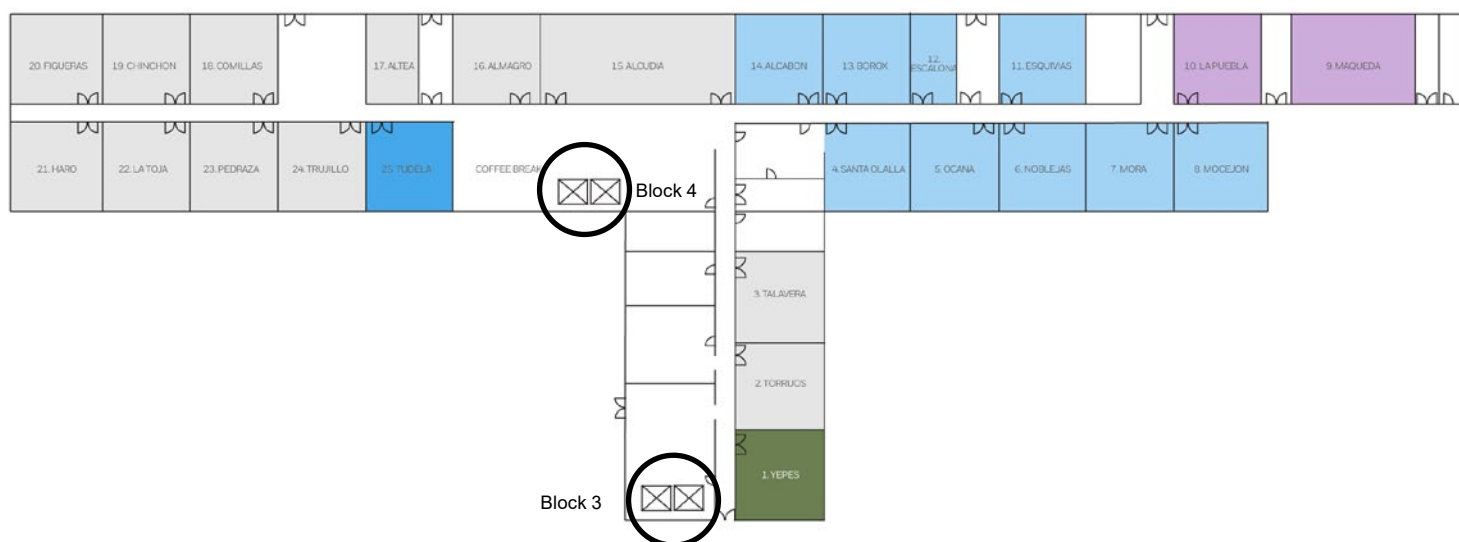 20. FIGUERAS
19. CHINCHON
18. COMILLAS
17. ALTEA
16. ALMAGRO
15. ALCUDIA
14. ALCABON
13. BOROX
12.
ESCALONA
11. ESQUIVIAS
10. LA PUEBLA
9. MAQUEDA
21. HARO
22. LA TOJA
23. PEDRAZA
24. TRUJILLO
25. TUDELA
COFFEE BREAK
Block 4
4. SANTA OLALLA
5. OCANA
6. NOBLEJAS
7. MORA
8. MOCEJON
3. TALAVERA
2. TORRIJOS
1. YEPES
Block 3